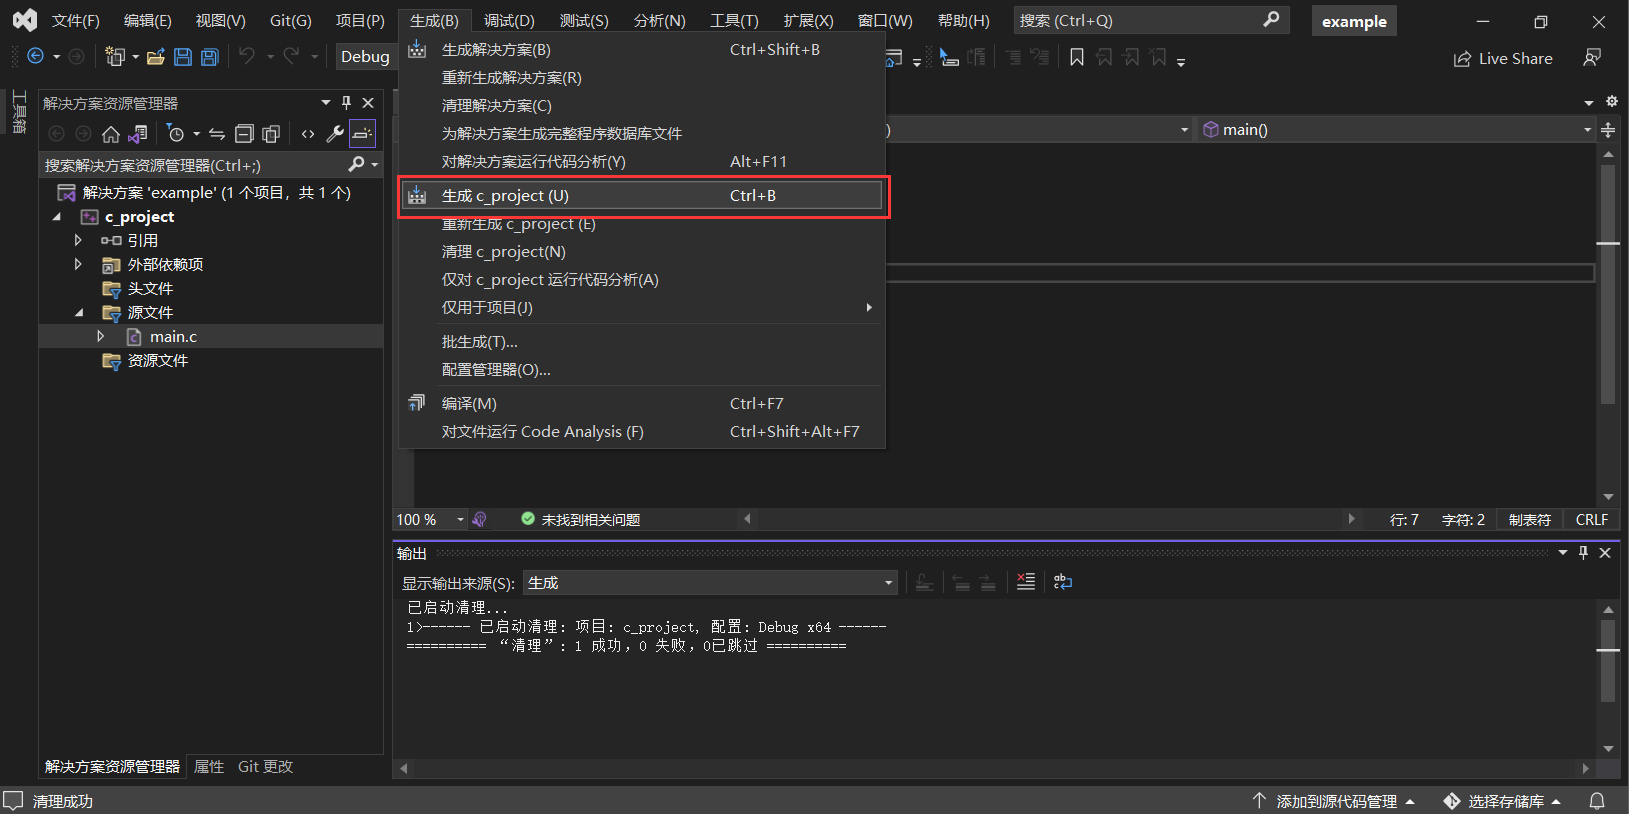 文件(F) 编辑(E) 视图(V) Git(G) 项目(P) 生成(B) 调试(D) 测试(S) 分析(N) 工具(T) 扩展(X) 窗口(W) 帮助(H) 搜索 (Ctrl+Q) example
Debug Live Share
生成解决方案(B) Ctrl+Shift+B
重新生成解决方案(R)
清理解决方案(C)
为解决方案生成完整程序数据库文件
对解决方案运行代码分析(Y) Alt+F11
生成 c_project (U) Ctrl+B
重新生成 c_project (E)
清理 c_project(N)
仅对 c_project 运行代码分析(A)
仅用于项目(J)
批生成(T)...
配置管理器(O)...
编译(M) Ctrl+F7
对文件运行 Code Analysis (F) Ctrl+Shift+Alt+F7
工具箱
解决方案资源管理器
搜索解决方案资源管理器(Ctrl+;)
解决方案 'example' (1 个项目，共 1 个)
c_project
引用
外部依赖项
头文件
源文件
main.c
资源文件
解决方案资源管理器 属性 Git 更改
) main()
100 % 未找到相关问题 行: 7 字符: 2 制表符 CRLF
输出
显示输出来源(S): 生成
已启动清理...
1>------ 已启动清理: 项目: c_project, 配置: Debug x64 ------
========== “清理”: 1 成功，0 失败，0已跳过 ==========
清理成功 添加到源代码管理 选择存储库